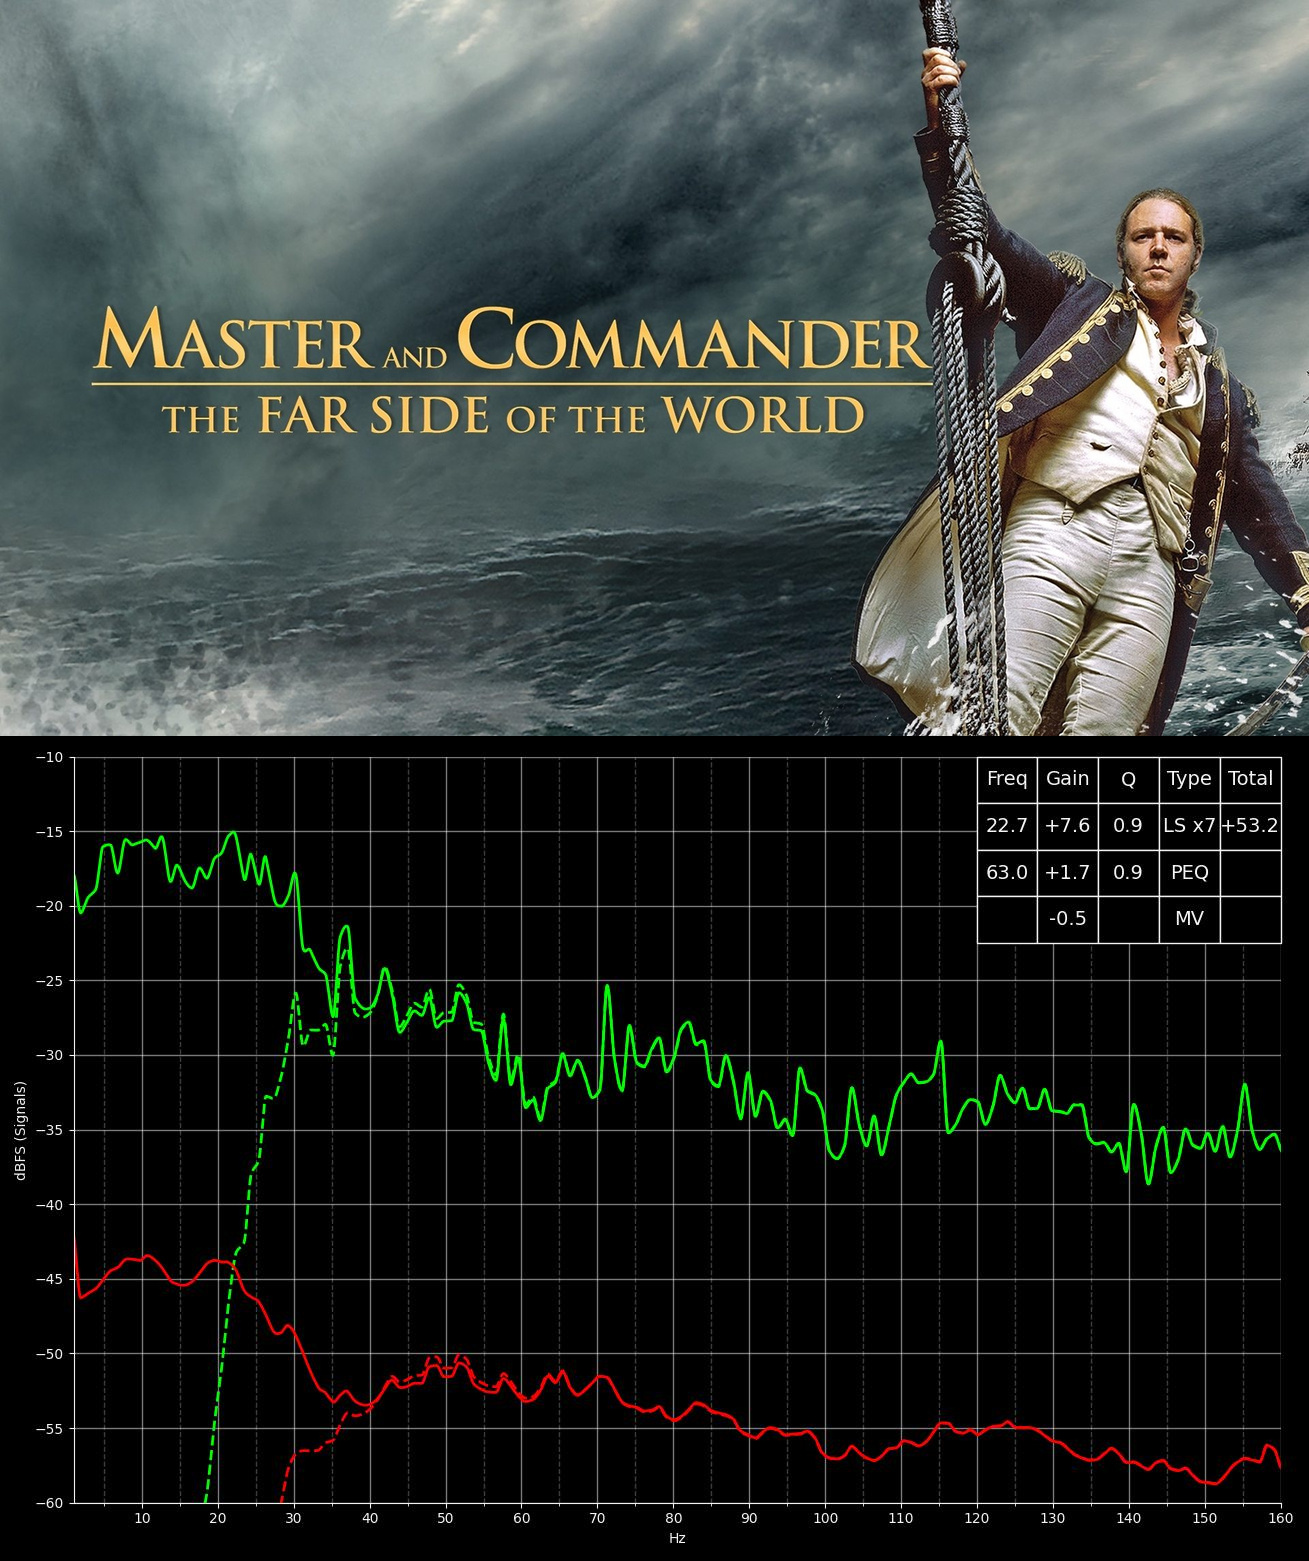 MASTER AND COMMANDER
THE FAR SIDE OF THE WORLD
Freq Gain Q Type Total
22.7 +7.6 0.9 LS x7 +53.2
63.0 +1.7 0.9 PEQ
-0.5 MV
−10
−15
−20
−25
−30
−35
−40
−45
−50
−55
−60
dBFS (Signals)
10 20 30 40 50 60 70 80 90 100 110 120 130 140 150 160
Hz